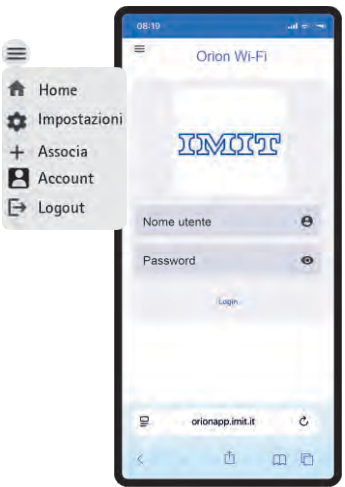 08:19
Orion Wi-Fi
Home
Impostazioni
Associa
Account
Logout
IMIT
Nome utente
Password
Login
orionapp.imit.it